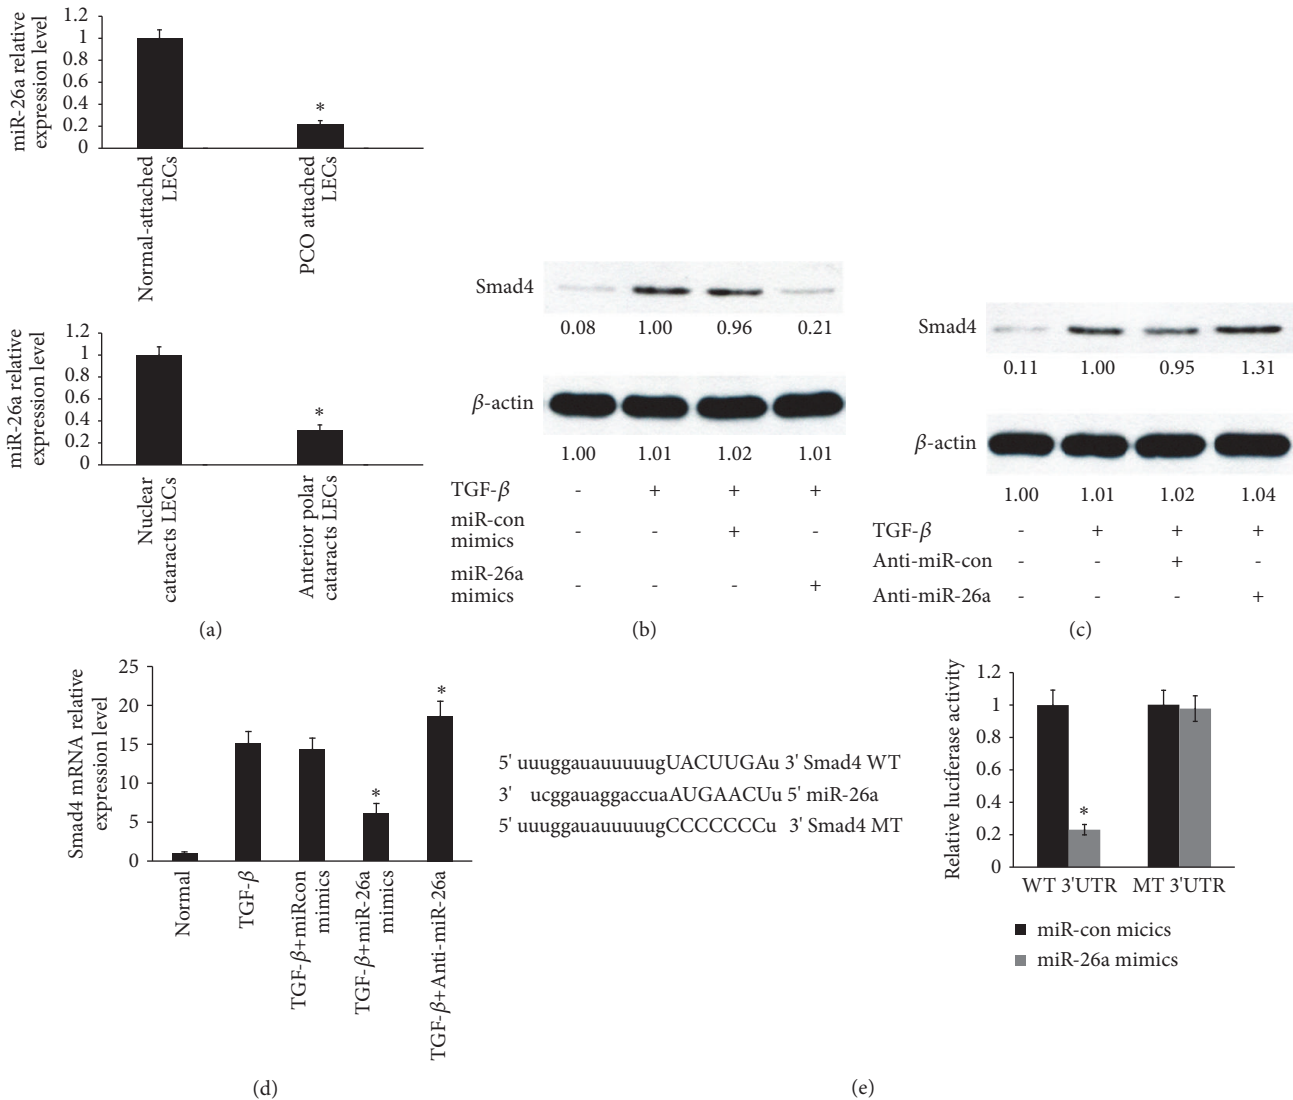 miR-26a relative
expression level
1.2
1
0.8
0.6
0.4
0.2
0
*
Normal-attached
LECs
PCO attached
LECs
miR-26a relative
expression level
1.2
1
0.8
0.6
0.4
0.2
0
*
Nuclear
cataracts LECs
Anterior polar
cataracts LECs
(a)
Smad4
0.08 1.00 0.96 0.21
β-actin
1.00 1.01 1.02 1.01
TGF-β - + + +
miR-con
mimics - - + -
miR-26a
mimics - - - +
(b)
Smad4
0.11 1.00 0.95 1.31
β-actin
1.00 1.01 1.02 1.04
TGF-β - + + +
Anti-miR-con - - + -
Anti-miR-26a - - - +
(c)
Smad4 mRNA relative
expression level
25
20
15
10
5
0
*
*
Normal
TGF-β
TGF-β+miRcon
mimics
TGF-β+miR-26a
mimics
TGF-β+Anti-miR-26a
(d)
5' uuuggauauuuuugUACUUGAu 3' Smad4 WT
3' ucggauaggaccuaAUGAACUu 5' miR-26a
5' uuuggauauuuuugCCCCCCCu 3' Smad4 MT
Relative luciferase activity
1.2
1
0.8
0.6
0.4
0.2
0
*
WT 3'UTR MT 3'UTR
miR-con micics
miR-26a mimics
(e)